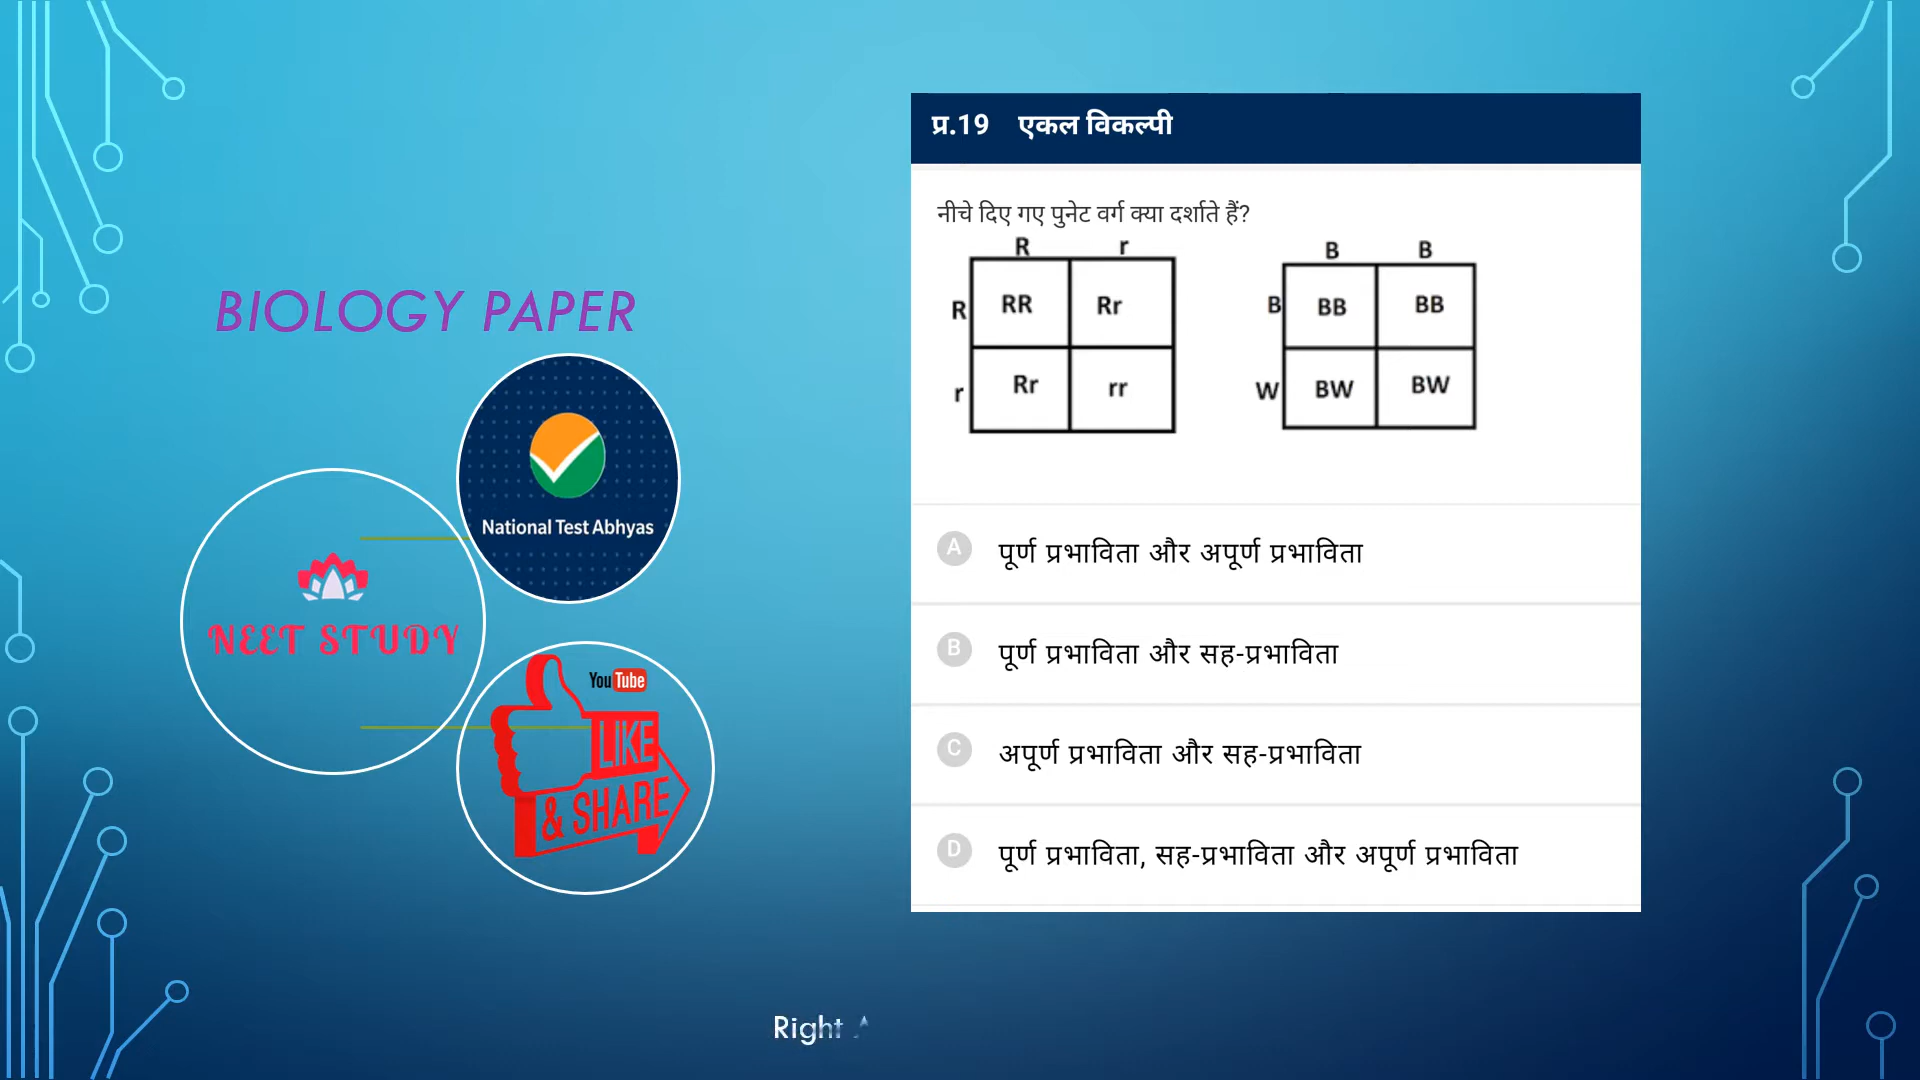 BIOLOGY PAPER
National Test Abhyas
NEET STUDY
YouTube
LIKE
& SHARE
प्र.19 एकल विकल्पी
नीचे दिए गए पुनेट वर्ग क्या दर्शाते हैं?
R r
R RR Rr
r Rr rr
B B
B BB BB
W BW BW
A पूर्ण प्रभाविता और अपूर्ण प्रभाविता
B पूर्ण प्रभाविता और सह-प्रभाविता
C अपूर्ण प्रभाविता और सह-प्रभाविता
D पूर्ण प्रभाविता, सह-प्रभाविता और अपूर्ण प्रभाविता
Right